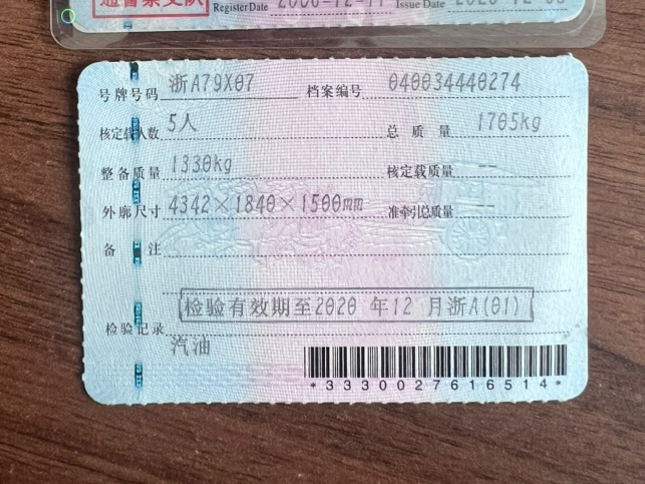 RegisterDate Issue Date
号牌号码 浙A79X07 档案编号 040034440274
核定载人数 5人 总质量 1705kg
整备质量 1330kg 核定载质量 --
外廓尺寸 4342×1840×1500mm 准牵引总质量 --
备注
检验有效期至2020 年12 月浙A(01)
检验记录
汽油
*3330027616514*